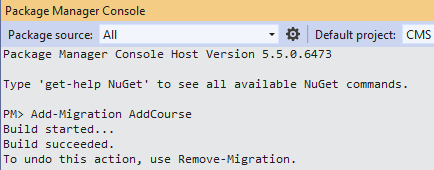 Package Manager Console
Package source: All Default project: CMS
Package Manager Console Host Version 5.5.0.6473
Type 'get-help NuGet' to see all available NuGet commands.
PM> Add-Migration AddCourse
Build started...
Build succeeded.
To undo this action, use Remove-Migration.